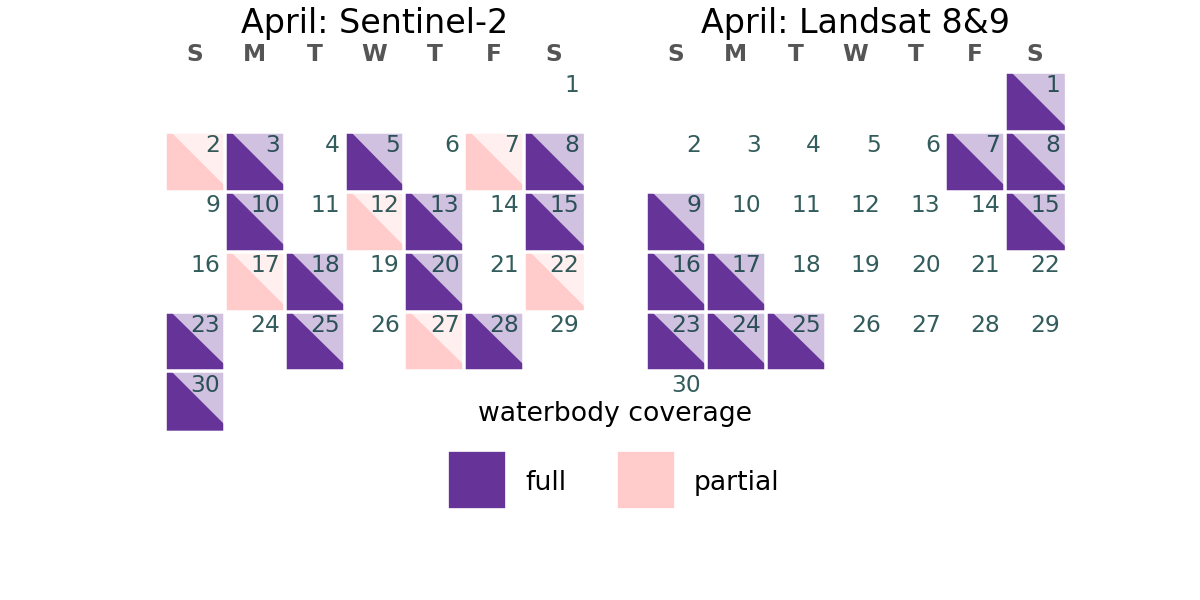 April: Sentinel-2
S M T W T F S
1
2 3 4 5 6 7 8
9 10 11 12 13 14 15
16 17 18 19 20 21 22
23 24 25 26 27 28 29
30
April: Landsat 8&9
S M T W T F S
1
2 3 4 5 6 7 8
9 10 11 12 13 14 15
16 17 18 19 20 21 22
23 24 25 26 27 28 29
30
waterbody coverage
full partial